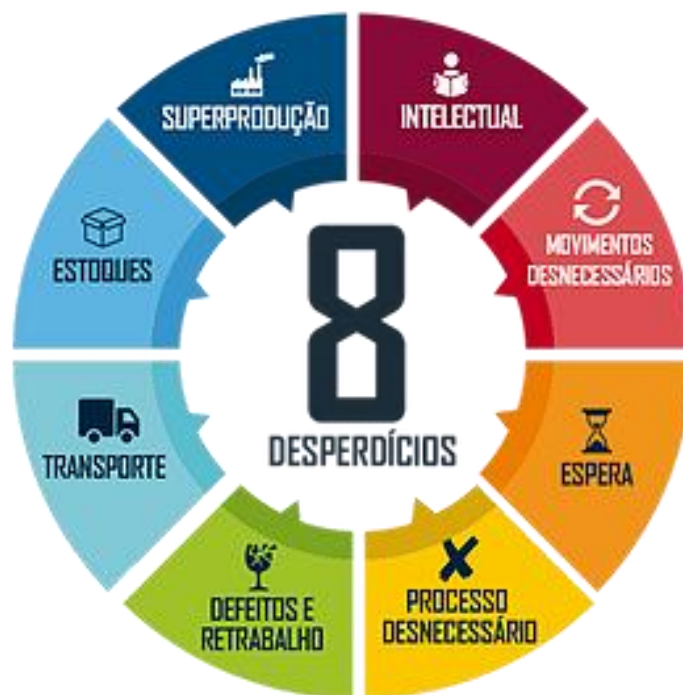 SUPERPRODUÇÃO
INTELECTUAL
MOVIMENTOS
DESNECESSÁRIOS
ESPERA
PROCESSO
DESNECESSÁRIO
DEFEITOS E
RETRABALHO
TRANSPORTE
ESTOQUES
8
DESPERDÍCIOS